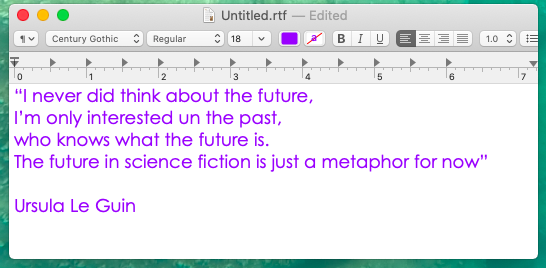 Untitled.rtf — Edited
¶ Century Gothic Regular 18 a B I U 1.0
0 1 2 3 4 5 6 7
“I never did think about the future,
I’m only interested un the past,
who knows what the future is.
The future in science fiction is just a metaphor for now”
Ursula Le Guin